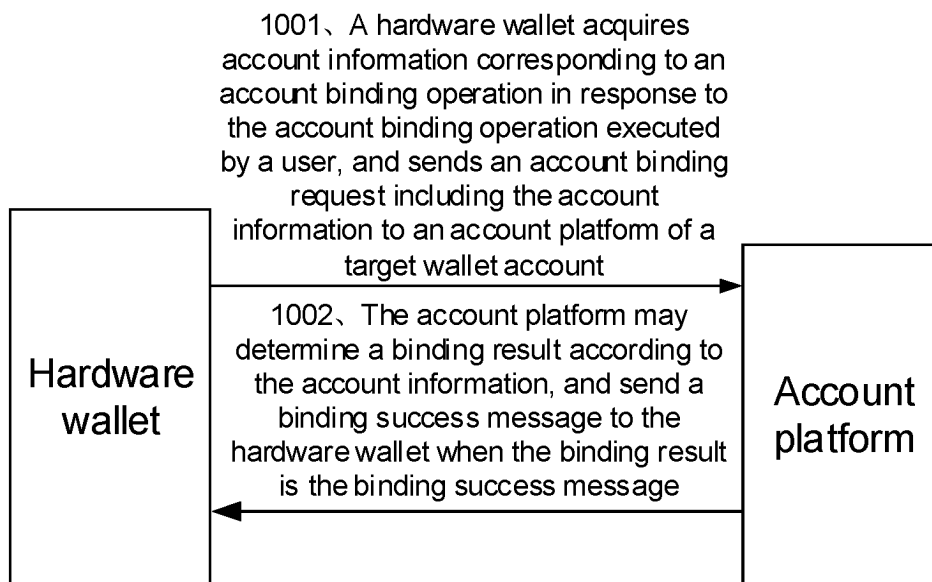 1001、A hardware wallet acquires
account information corresponding to an
account binding operation in response to
the account binding operation executed
by a user, and sends an account binding
request including the account
information to an account platform of a
target wallet account
1002、The account platform may
determine a binding result according to
the account information, and send a
binding success message to the
hardware wallet when the binding result
is the binding success message
Hardware
wallet
Account
platform